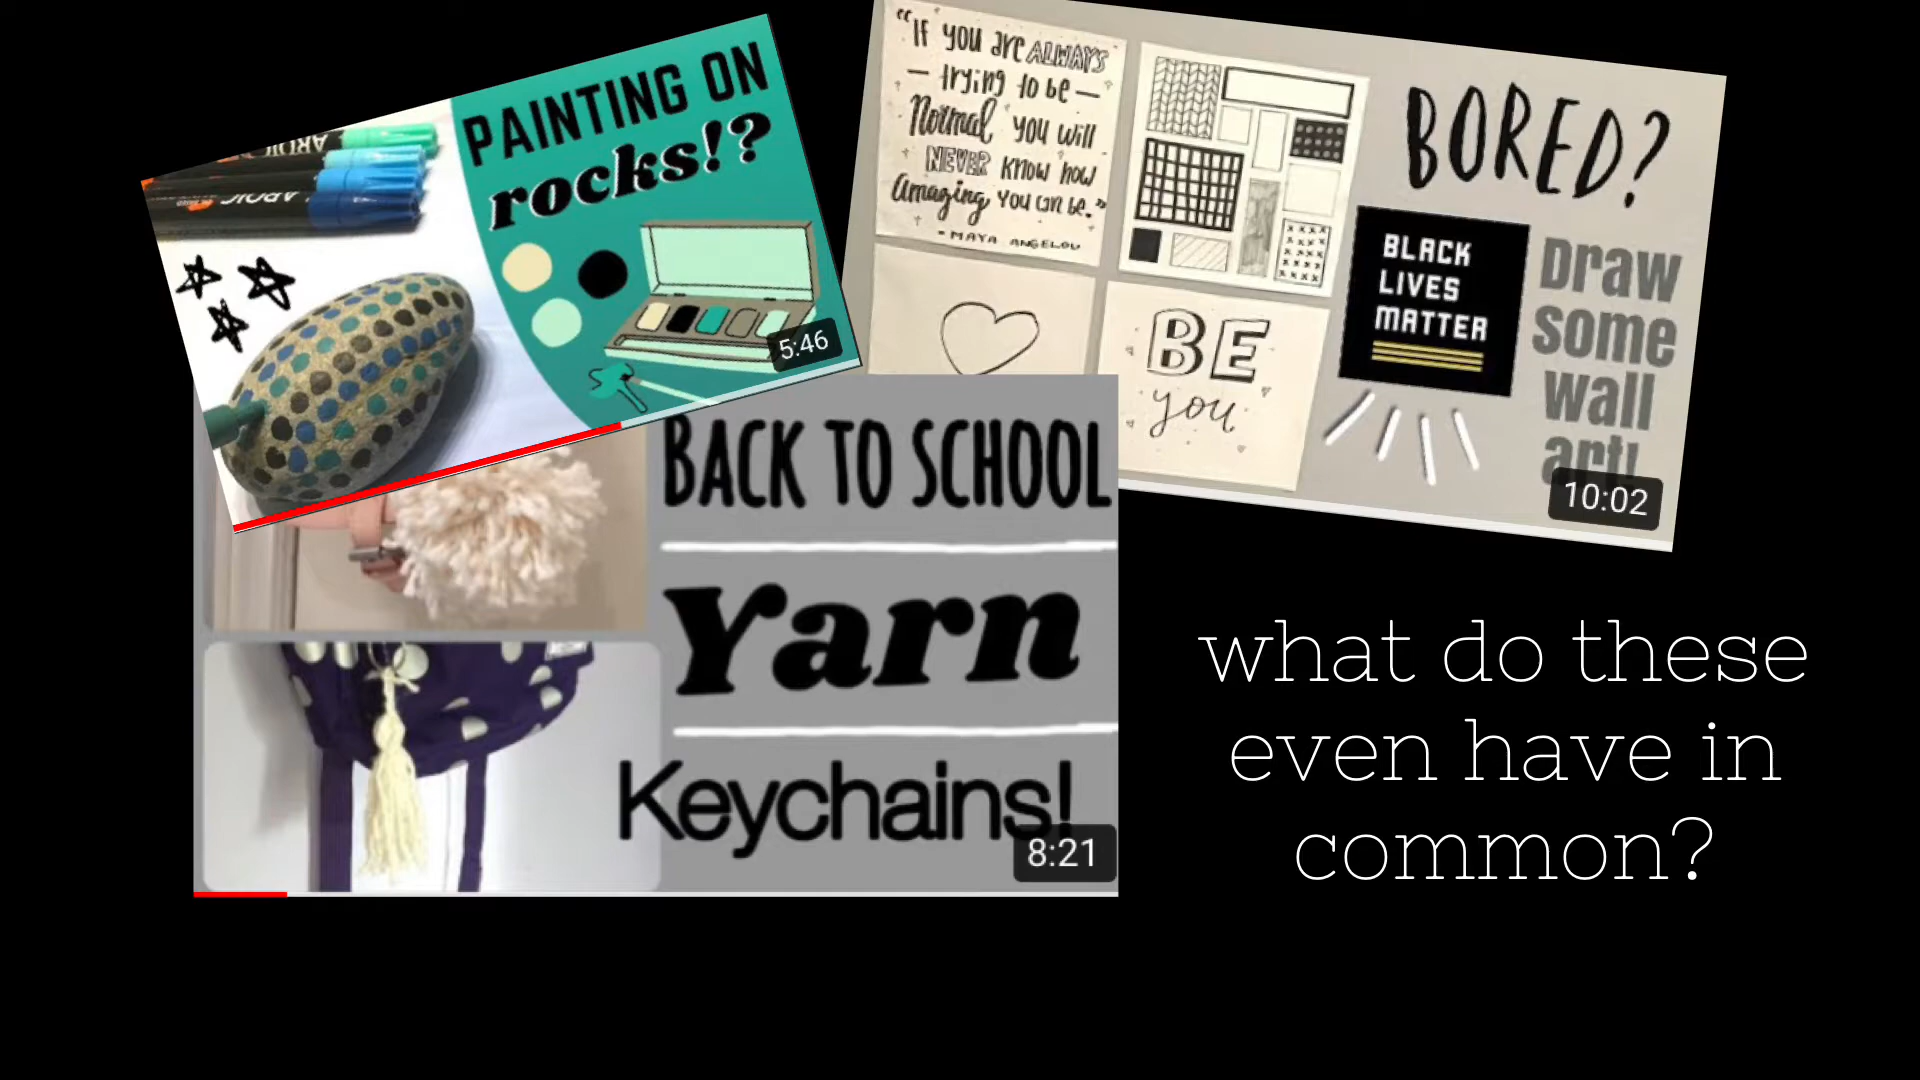 PAINTING ON
rocks!?
5:46
"If you are ALWAYS
— trying to be —
Normal you will
NEVER know how
Amazing you can be."
- MAYA ANGELOU
BE
you
BORED?
BLACK
LIVES
MATTER
Draw
some
wall
art!
10:02
BACK TO SCHOOL
Yarn
Keychains!
8:21
what do these
even have in
common?